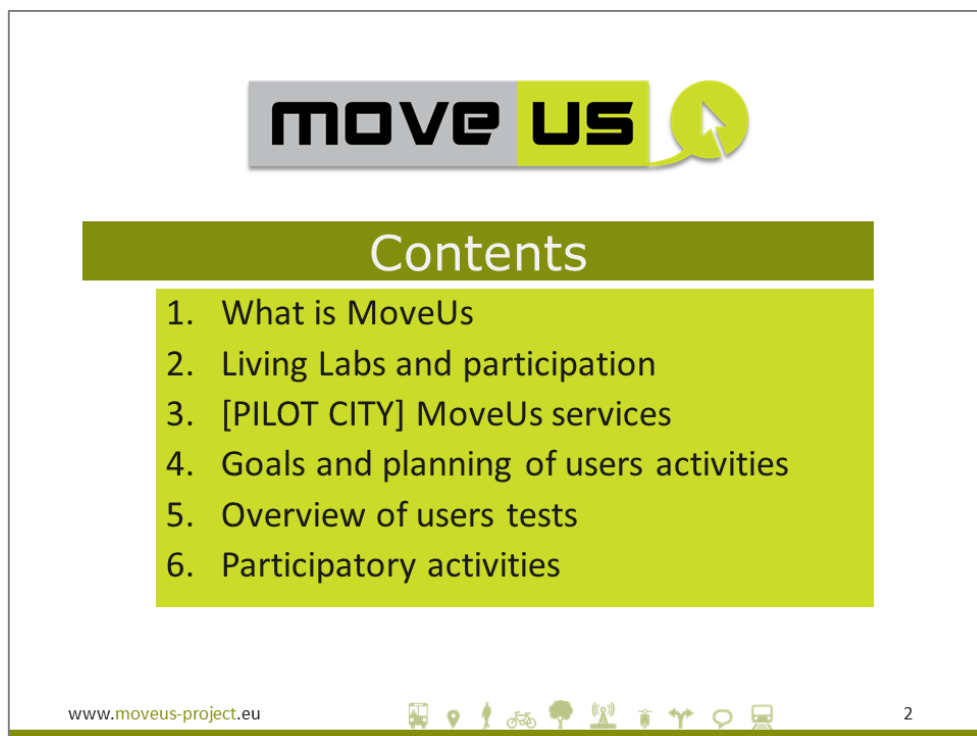 move us
Contents
1. What is MoveUs
2. Living Labs and participation
3. [PILOT CITY] MoveUs services
4. Goals and planning of users activities
5. Overview of users tests
6. Participatory activities
www.moveus-project.eu
2